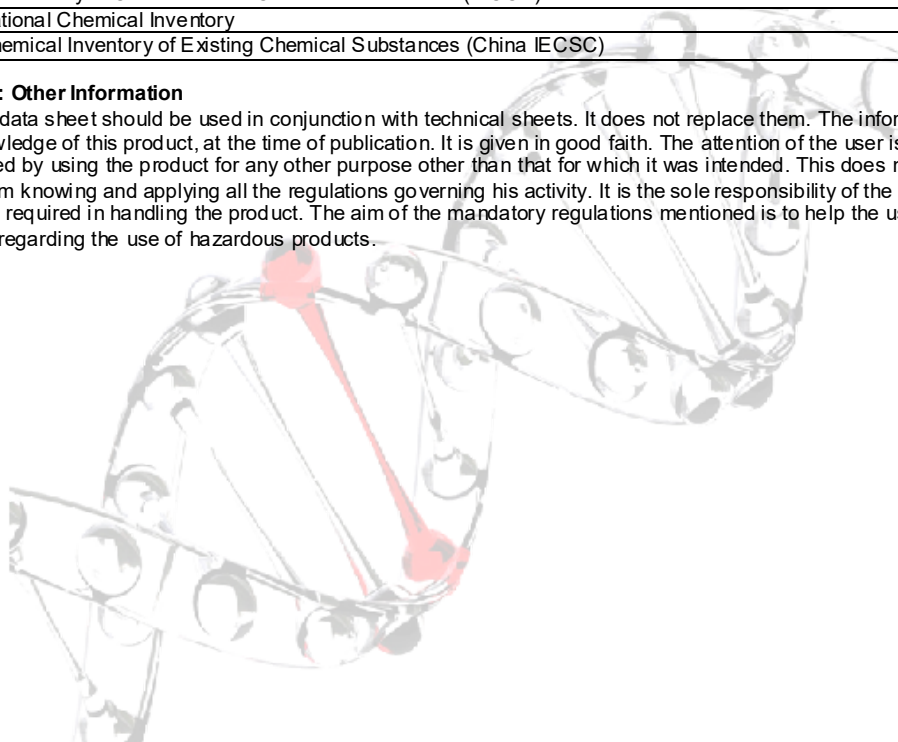 tional Chemical Inventory
emical Inventory of Existing Chemical Substances (China IECSC)
: Other Information
data sheet should be used in conjunction with technical sheets. It does not replace them. The infor
wledge of this product, at the time of publication. It is given in good faith. The attention of the user is
ed by using the product for any other purpose other than that for which it was intended. This does n
m knowing and applying all the regulations governing his activity. It is the sole responsibility of the
required in handling the product. The aim of the mandatory regulations mentioned is to help the us
regarding the use of hazardous products.